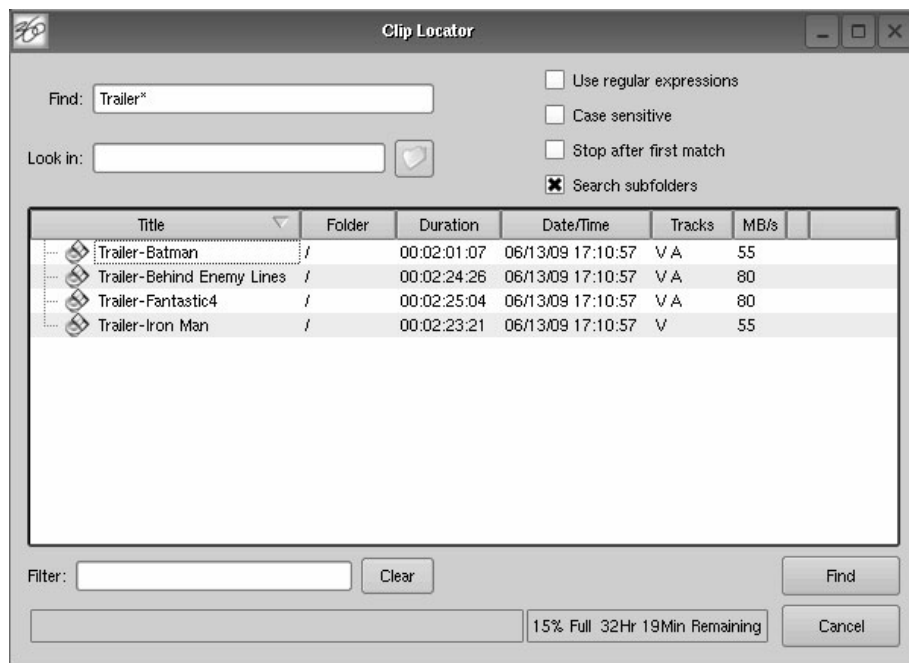 360
Clip Locator
Find: Trailer*
Look in:
Use regular expressions
Case sensitive
Stop after first match
Search subfolders
Title Folder Duration Date/Time Tracks MB/s
Trailer-Batman / 00:02:01:07 06/13/09 17:10:57 V A 55
Trailer-Behind Enemy Lines / 00:02:24:26 06/13/09 17:10:57 V A 80
Trailer-Fantastic4 / 00:02:25:04 06/13/09 17:10:57 V A 80
Trailer-Iron Man / 00:02:23:21 06/13/09 17:10:57 V 55
Filter: Clear Find
15% Full 32Hr 19Min Remaining Cancel